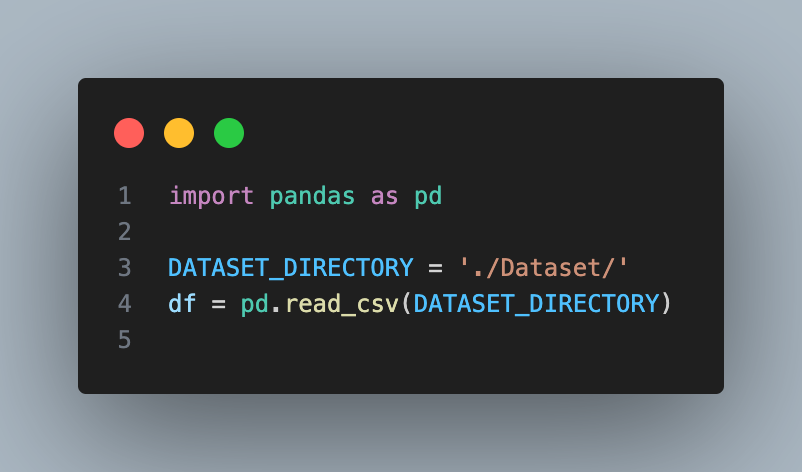 1 import pandas as pd
2
3 DATASET_DIRECTORY = './Dataset/'
4 df = pd.read_csv(DATASET_DIRECTORY)
5